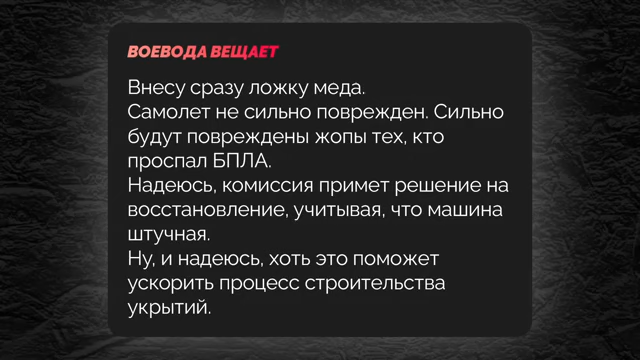 ВОЕВОДА ВЕЩАЕТ
Внесу сразу ложку меда.
Самолет не сильно поврежден. Сильно
будут повреждены жопы тех, кто
проспал БПЛА.
Надеюсь, комиссия примет решение на
восстановление, учитывая, что машина
штучная.
Ну, и надеюсь, хоть это поможет
ускорить процесс строительства
укрытий.